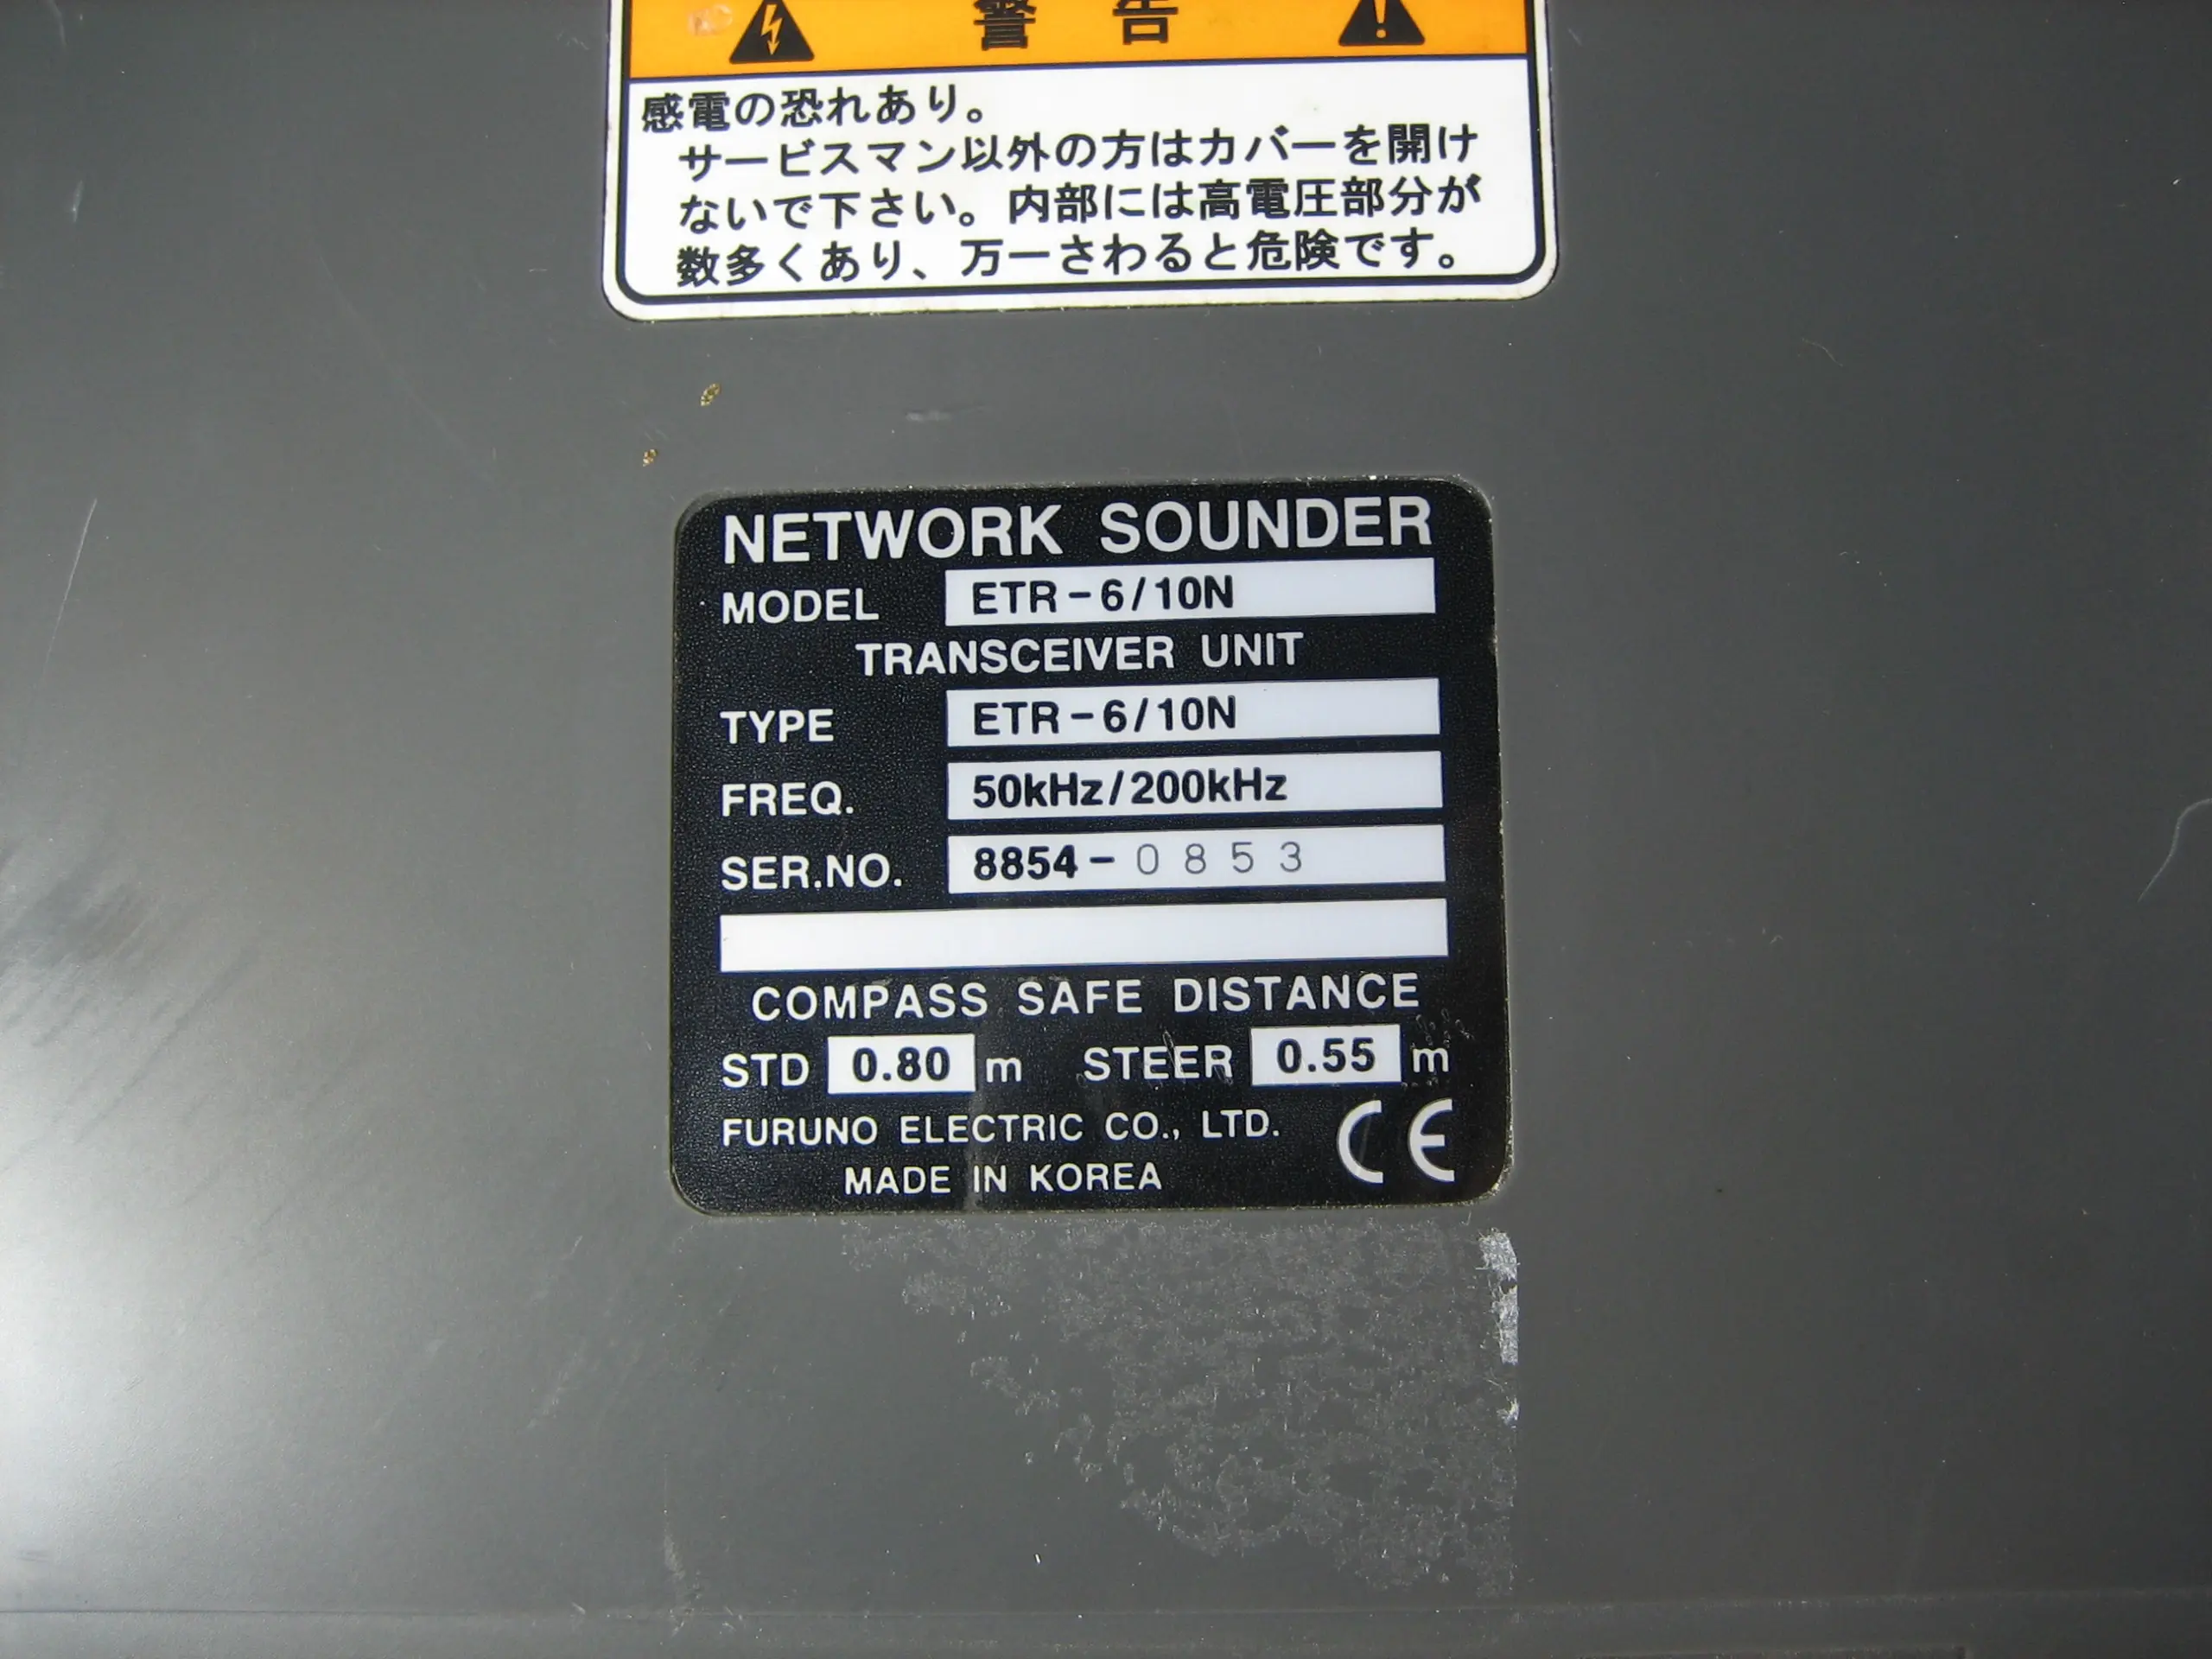 警告
感電の恐れあり。
サービスマン以外の方はカバーを開け
ないで下さい。内部には高電圧部分が
数多くあり、万一さわると危険です。
NETWORK SOUNDER
MODEL ETR-6/10N
TRANSCEIVER UNIT
TYPE ETR-6/10N
FREQ. 50kHz/200kHz
SER.NO. 8854-0853
COMPASS SAFE DISTANCE
STD 0.80 m STEER 0.55 m
FURUNO ELECTRIC CO., LTD.
MADE IN KOREA CE